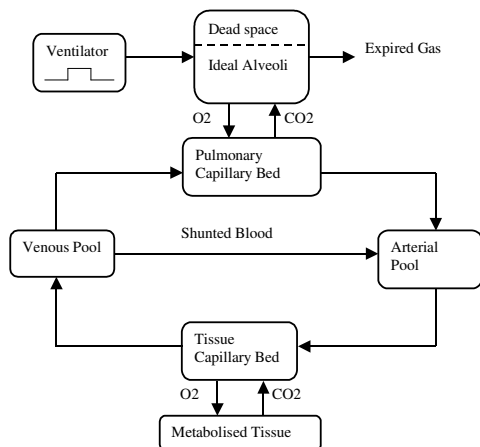 Dead space
Ventilator
Expired Gas
Ideal Alveoli
O2
CO2
Pulmonary
Capillary Bed
Shunted Blood
Venous Pool
Arterial
Pool
Tissue
Capillary Bed
O2
CO2
Metabolised Tissue